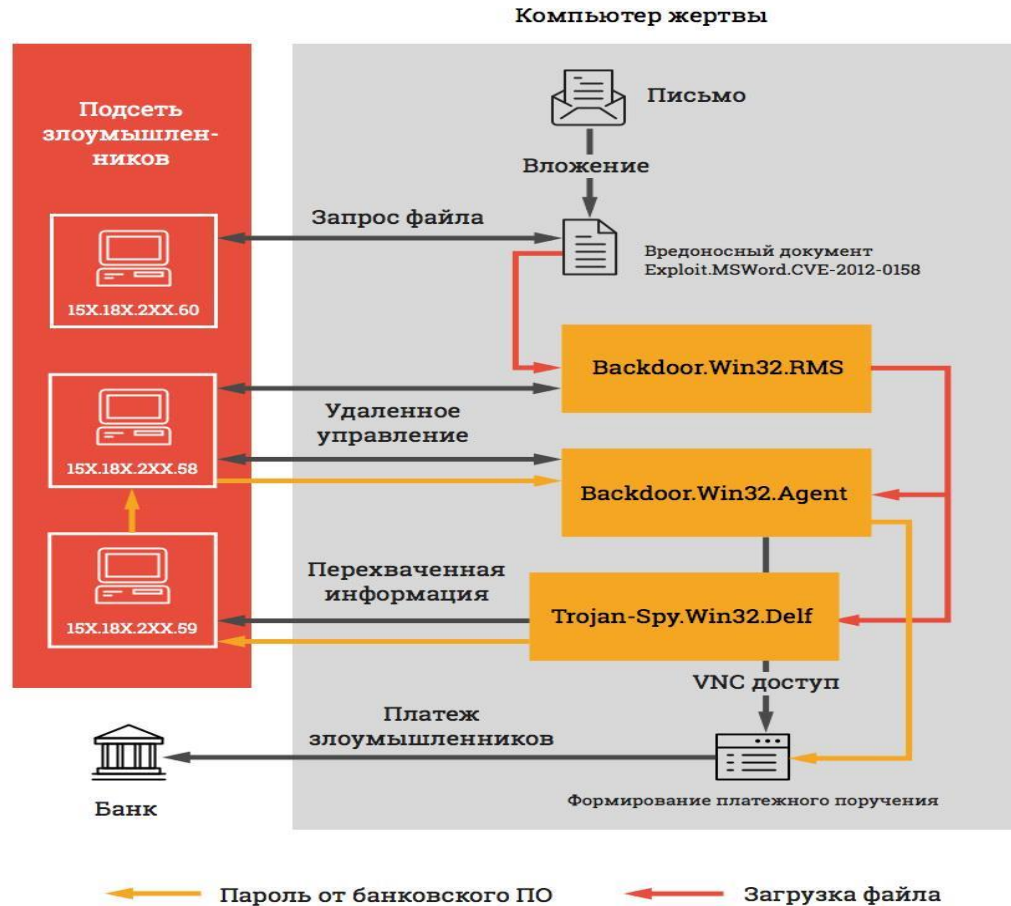 Компьютер жертвы
Подсеть
злоумышлен-
ников
Письмо
Вложение
Запрос файла
Вредоносный документ
Exploit.MSWord.CVE-2012-0158
15X.18X.2XX.60
Backdoor.Win32.RMS
Удаленное
управление
15X.18X.2XX.58
Backdoor.Win32.Agent
Перехваченная
информация
15X.18X.2XX.59
Trojan-Spy.Win32.Delf
VNC доступ
Платеж
злоумышленников
Банк
Формирование платежного поручения
Пароль от банковского ПО
Загрузка файла